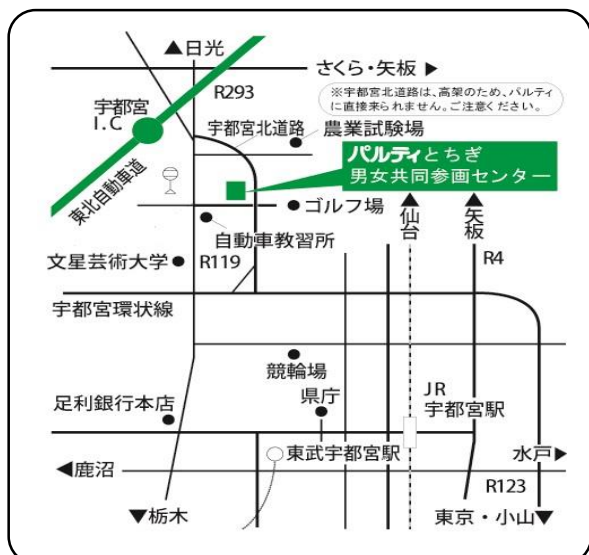 ▲日光
さくら・矢板▶
R293
※宇都宮北道路は、高架のため、パルティ
に直接来られません。ご注意ください。
宇都宮
I.C
宇都宮北道路
農業試験場
パルティとちぎ
男女共同参画センター
東北自動車道
ゴルフ場
▲仙台
▲矢板
自動車教習所
文星芸術大学
R119
R4
宇都宮環状線
競輪場
足利銀行本店
県庁
JR
宇都宮駅
東武宇都宮駅
水戸▶
◀鹿沼
R123
▼栃木
東京・小山▼